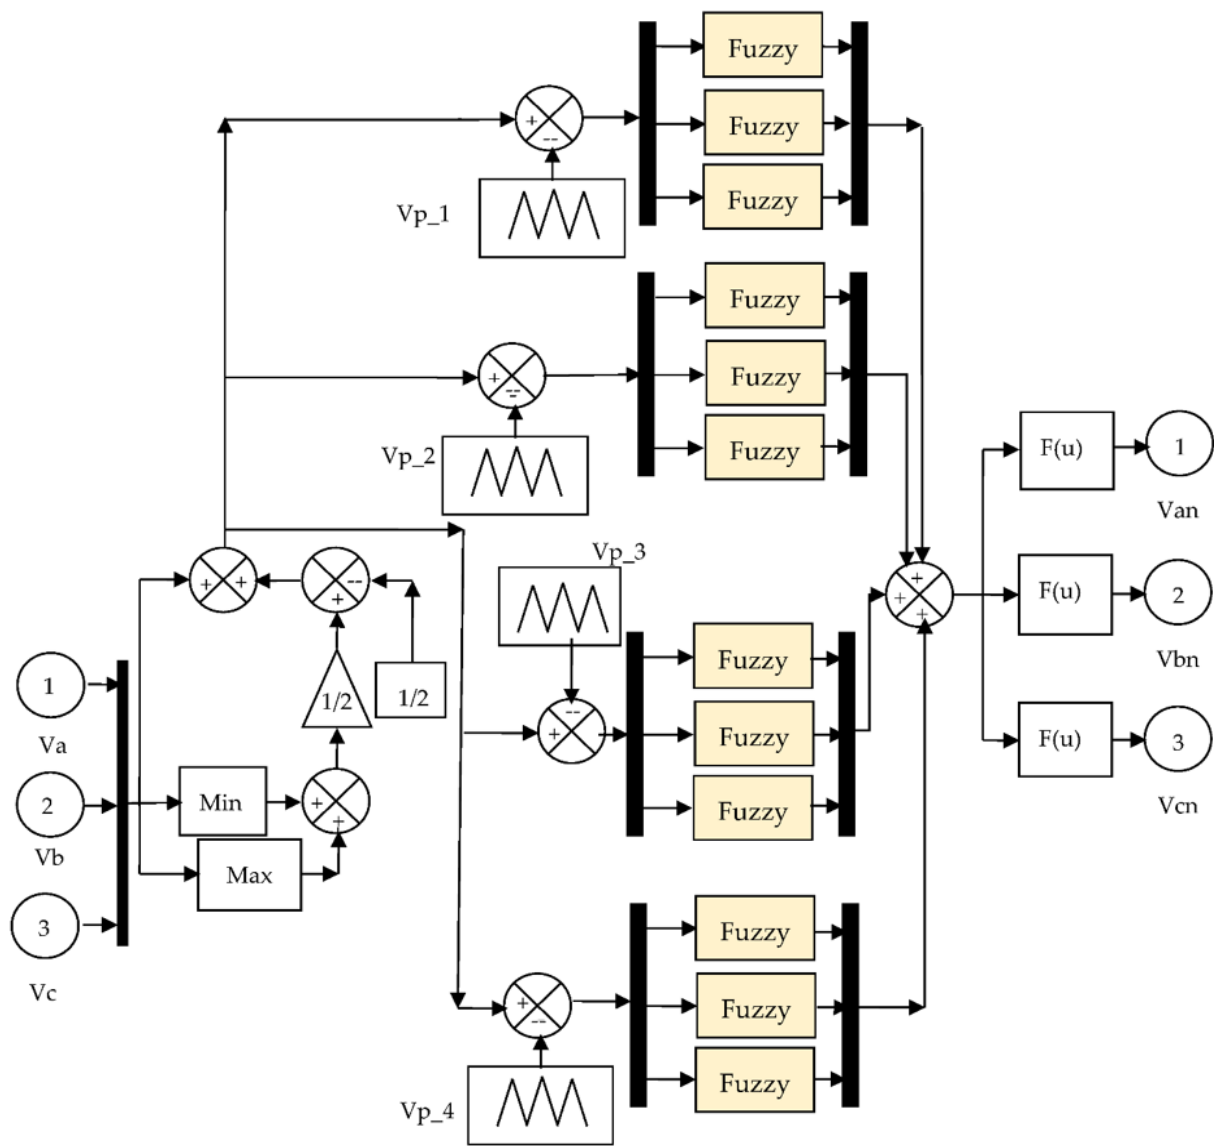 Fuzzy
+
--
Fuzzy
Fuzzy
Vp_1
Fuzzy
+
--
Fuzzy
Vp_2
Fuzzy
F(u)
1
Van
Vp_3
+ +
--
+
+
+
+
F(u)
2
Vbn
Fuzzy
1
1/2
1/2
--
+
Fuzzy
F(u)
3
Va
Min
+
+
Fuzzy
Vcn
2
Vb
Max
3
Fuzzy
Vc
+
--
Fuzzy
Fuzzy
Vp_4